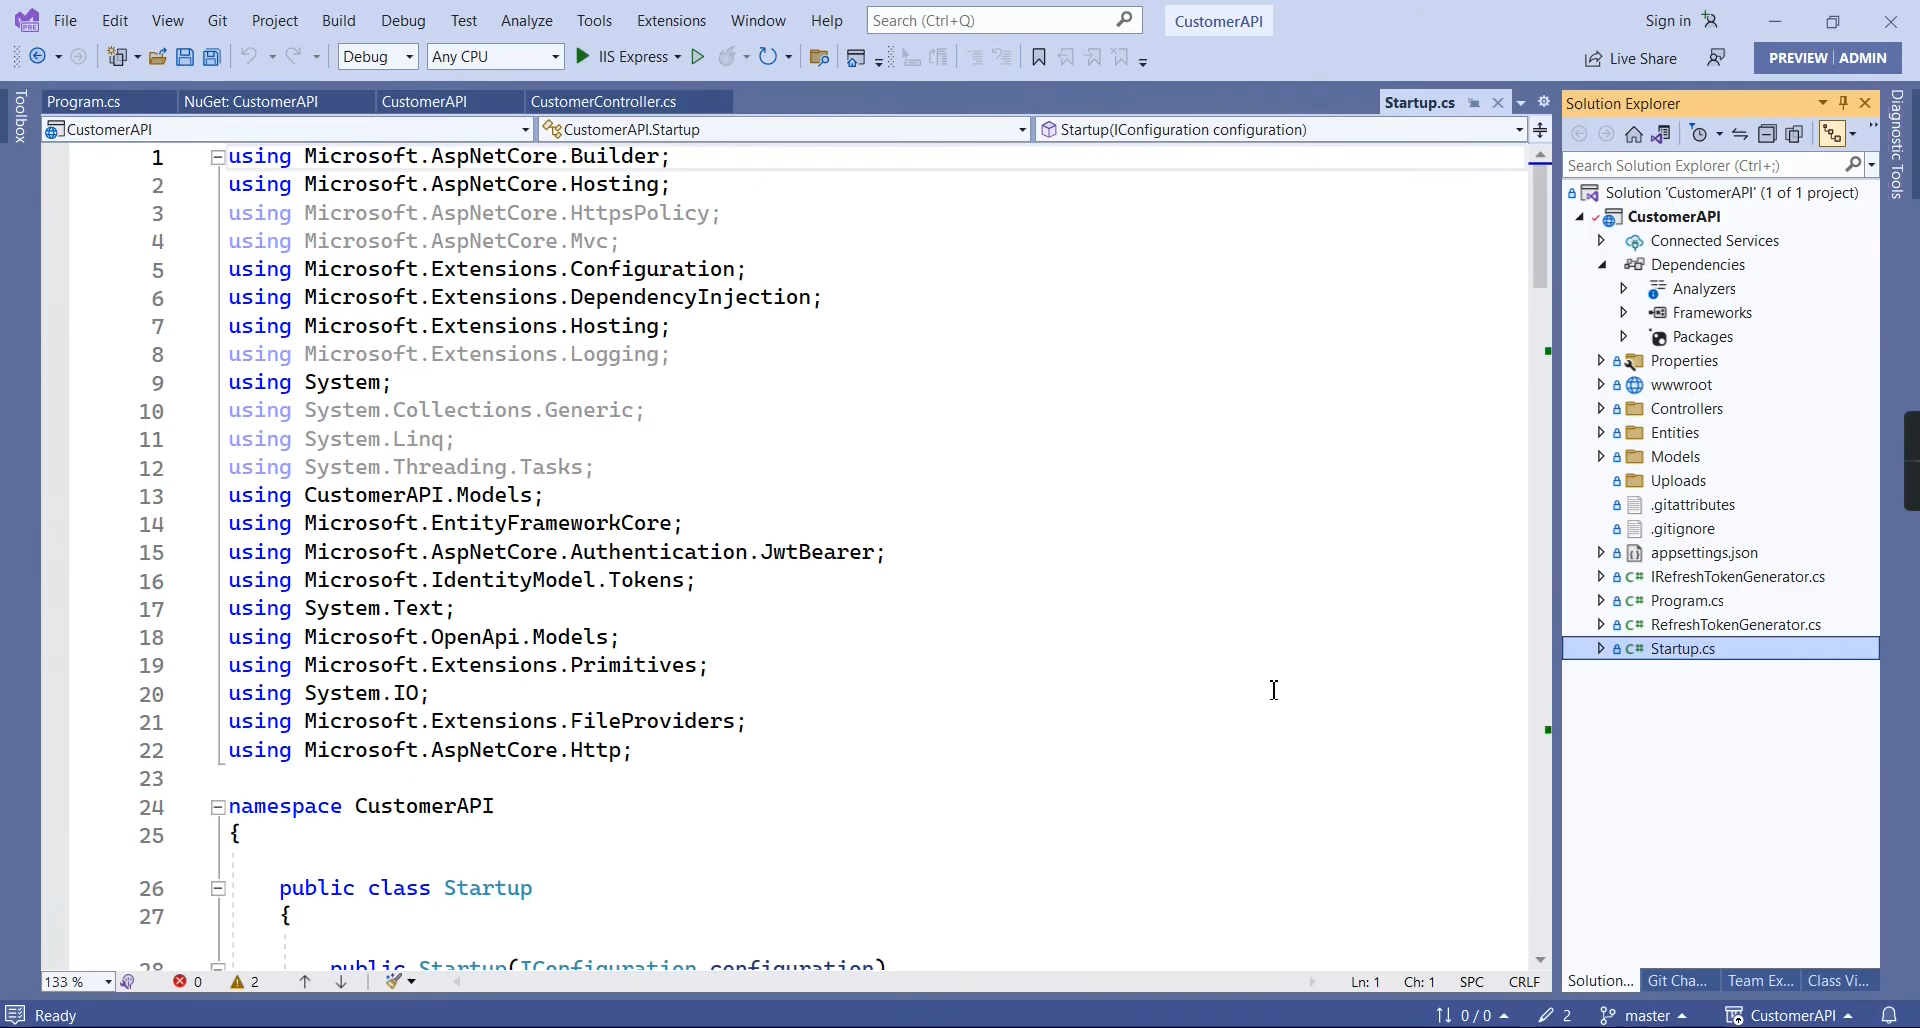 File Edit View Git Project Build Debug Test Analyze Tools Extensions Window Help Search (Ctrl+Q) CustomerAPI Sign in
Debug Any CPU IIS Express Live Share PREVIEW ADMIN
Program.cs NuGet: CustomerAPI CustomerAPI CustomerController.cs Startup.cs
CustomerAPI CustomerAPI.Startup Startup(IConfiguration configuration)
Toolbox
1 using Microsoft.AspNetCore.Builder;
2 using Microsoft.AspNetCore.Hosting;
3 using Microsoft.AspNetCore.HttpsPolicy;
4 using Microsoft.AspNetCore.Mvc;
5 using Microsoft.Extensions.Configuration;
6 using Microsoft.Extensions.DependencyInjection;
7 using Microsoft.Extensions.Hosting;
8 using Microsoft.Extensions.Logging;
9 using System;
10 using System.Collections.Generic;
11 using System.Linq;
12 using System.Threading.Tasks;
13 using CustomerAPI.Models;
14 using Microsoft.EntityFrameworkCore;
15 using Microsoft.AspNetCore.Authentication.JwtBearer;
16 using Microsoft.IdentityModel.Tokens;
17 using System.Text;
18 using Microsoft.OpenApi.Models;
19 using Microsoft.Extensions.Primitives;
20 using System.IO;
21 using Microsoft.Extensions.FileProviders;
22 using Microsoft.AspNetCore.Http;
23
24 namespace CustomerAPI
25 {
26 public class Startup
27 {
28 public Startup(IConfiguration configuration)
133 % 0 2 Ln: 1 Ch: 1 SPC CRLF
Solution Explorer
Search Solution Explorer (Ctrl+;)
Solution 'CustomerAPI' (1 of 1 project)
CustomerAPI
Connected Services
Dependencies
Analyzers
Frameworks
Packages
Properties
wwwroot
Controllers
Entities
Models
Uploads
.gitattributes
.gitignore
appsettings.json
C# IRefreshTokenGenerator.cs
C# Program.cs
C# RefreshTokenGenerator.cs
C# Startup.cs
Solution... Git Cha... Team Ex... Class Vi...
Diagnostic Tools
Ready 0 / 0 2 master CustomerAPI